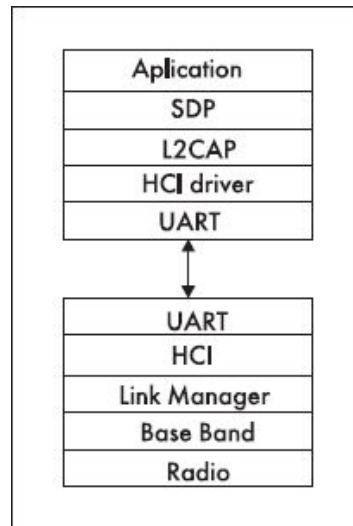 Aplication
SDP
L2CAP
HCI driver
UART
UART
HCI
Link Manager
Base Band
Radio